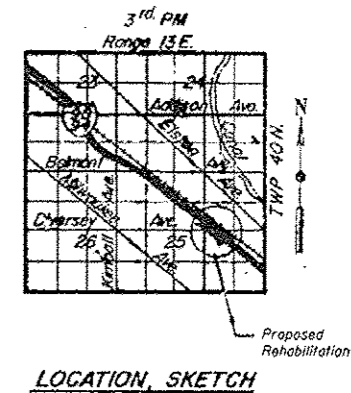 3rd. PM
Range 13 E.
23
24
Addison Ave.
Elston Ave.
Belmont Ave.
Milwaukee Ave.
Kimball Ave.
Diversey Ave.
26
25
N
TWP 40 N.
Proposed
Rehabilitation
LOCATION SKETCH